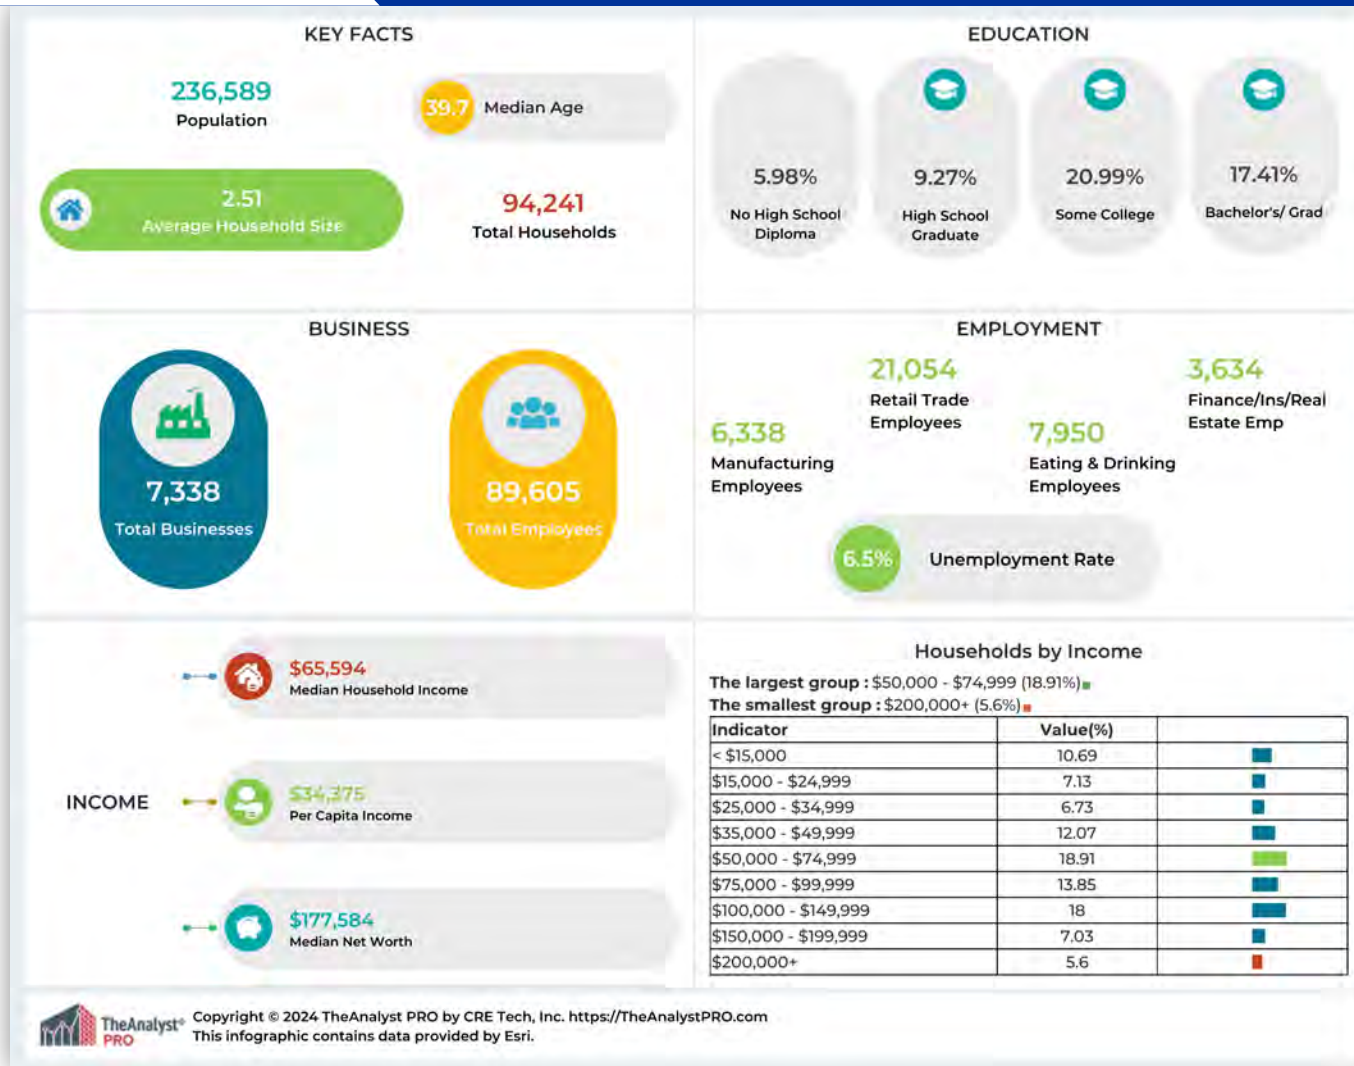 KEY FACTS
236,589
Population
39.7 Median Age
2.51
Average Household Size
94,241
Total Households
EDUCATION
5.98%
No High School
Diploma
9.27%
High School
Graduate
20.99%
Some College
17.41%
Bachelor's/ Grad
BUSINESS
7,338
Total Businesses
89,605
Total Employees
EMPLOYMENT
6,338
Manufacturing
Employees
21,054
Retail Trade
Employees
7,950
Eating & Drinking
Employees
3,634
Finance/Ins/Real
Estate Emp
6.5% Unemployment Rate
INCOME
$65,594
Median Household Income
$34,375
Per Capita Income
$177,584
Median Net Worth
Households by Income
The largest group : $50,000 - $74,999 (18.91%)
The smallest group : $200,000+ (5.6%)
Indicator Value(%)
< $15,000 10.69
$15,000 - $24,999 7.13
$25,000 - $34,999 6.73
$35,000 - $49,999 12.07
$50,000 - $74,999 18.91
$75,000 - $99,999 13.85
$100,000 - $149,999 18
$150,000 - $199,999 7.03
$200,000+ 5.6
TheAnalyst®
PRO
Copyright © 2024 TheAnalyst PRO by CRE Tech, Inc. https://TheAnalystPRO.com
This infographic contains data provided by Esri.